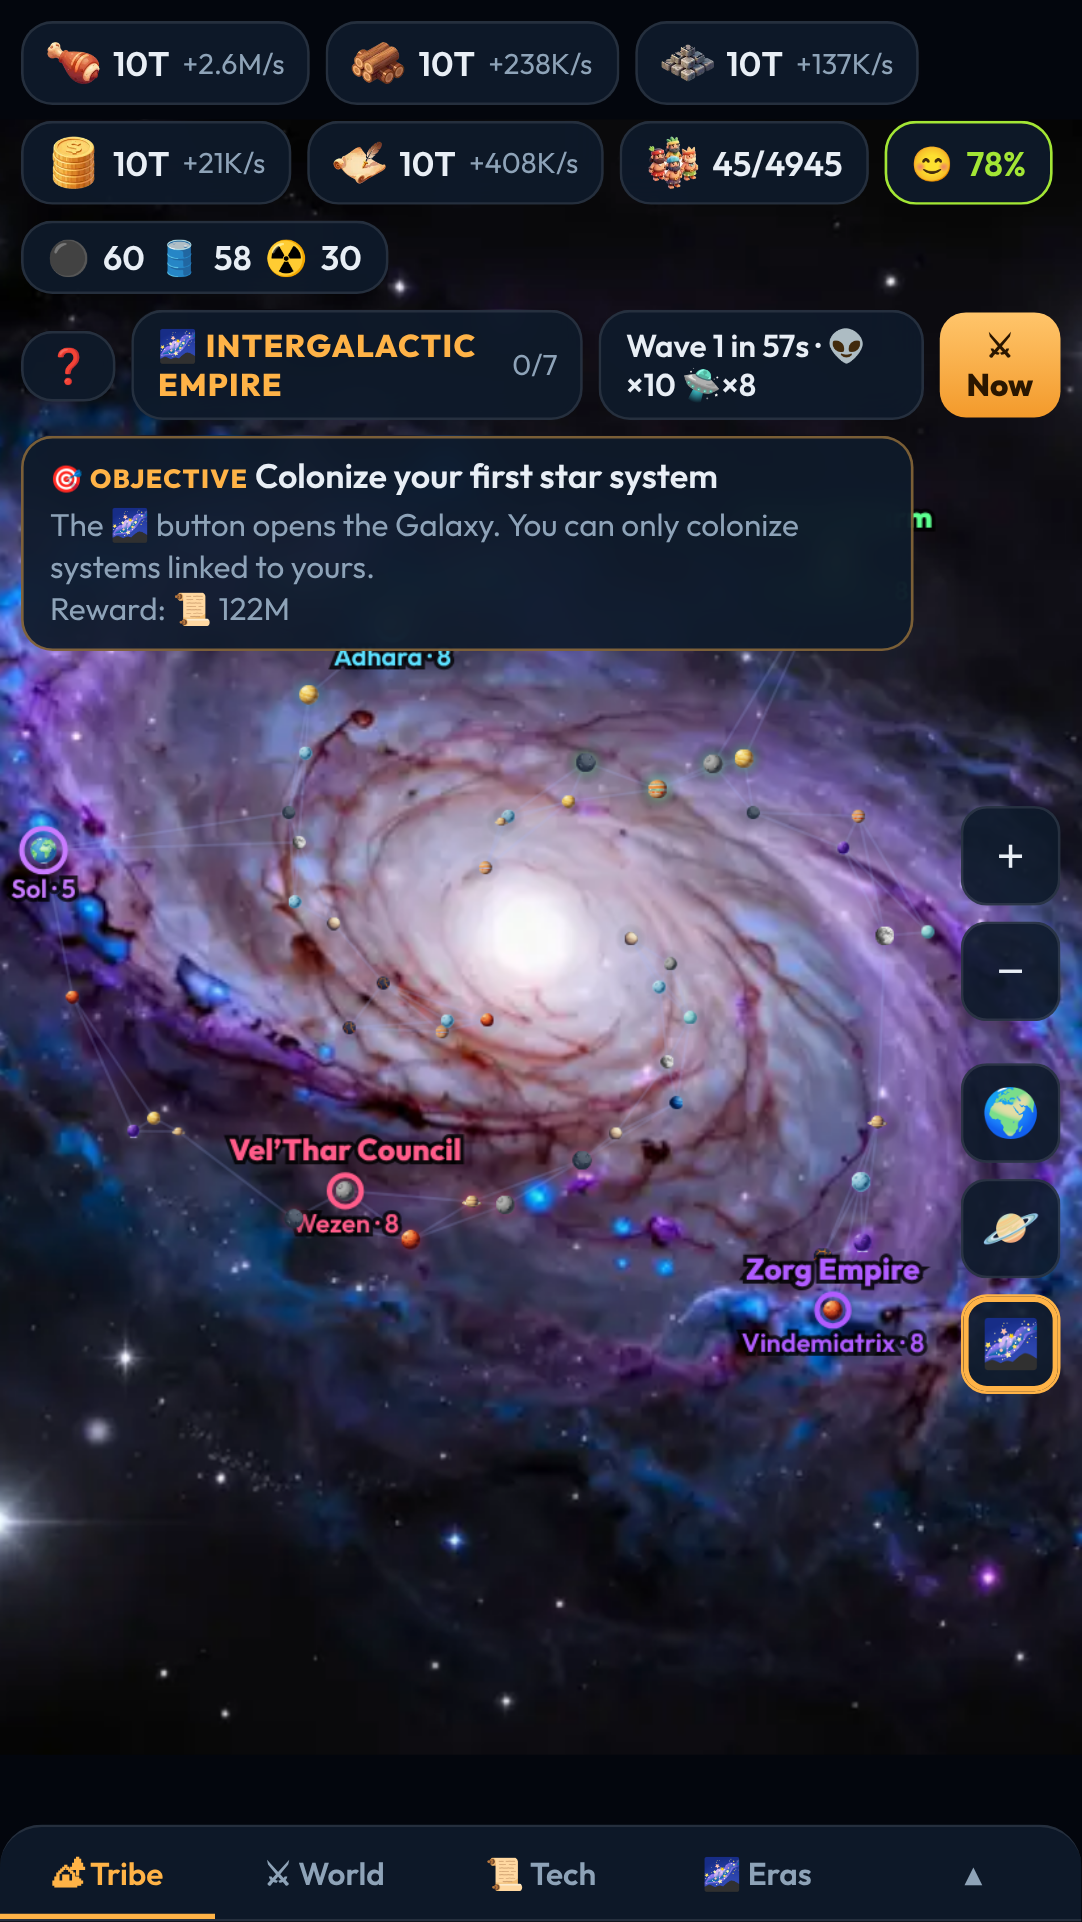 10T +2.6M/s 10T +238K/s 10T +137K/s
10T +21K/s 10T +408K/s 45/4945 78%
60 58 30
INTERGALACTIC EMPIRE 0/7
Wave 1 in 57s ·
×10 ×8
Now
OBJECTIVE Colonize your first star system
The button opens the Galaxy. You can only colonize
systems linked to yours.
Reward: 122M
m
Adhara · 8
Sol · 5
Vel'Thar Council
Wezen · 8
Zorg Empire
Vindemiatrix · 8
Tribe World Tech Eras